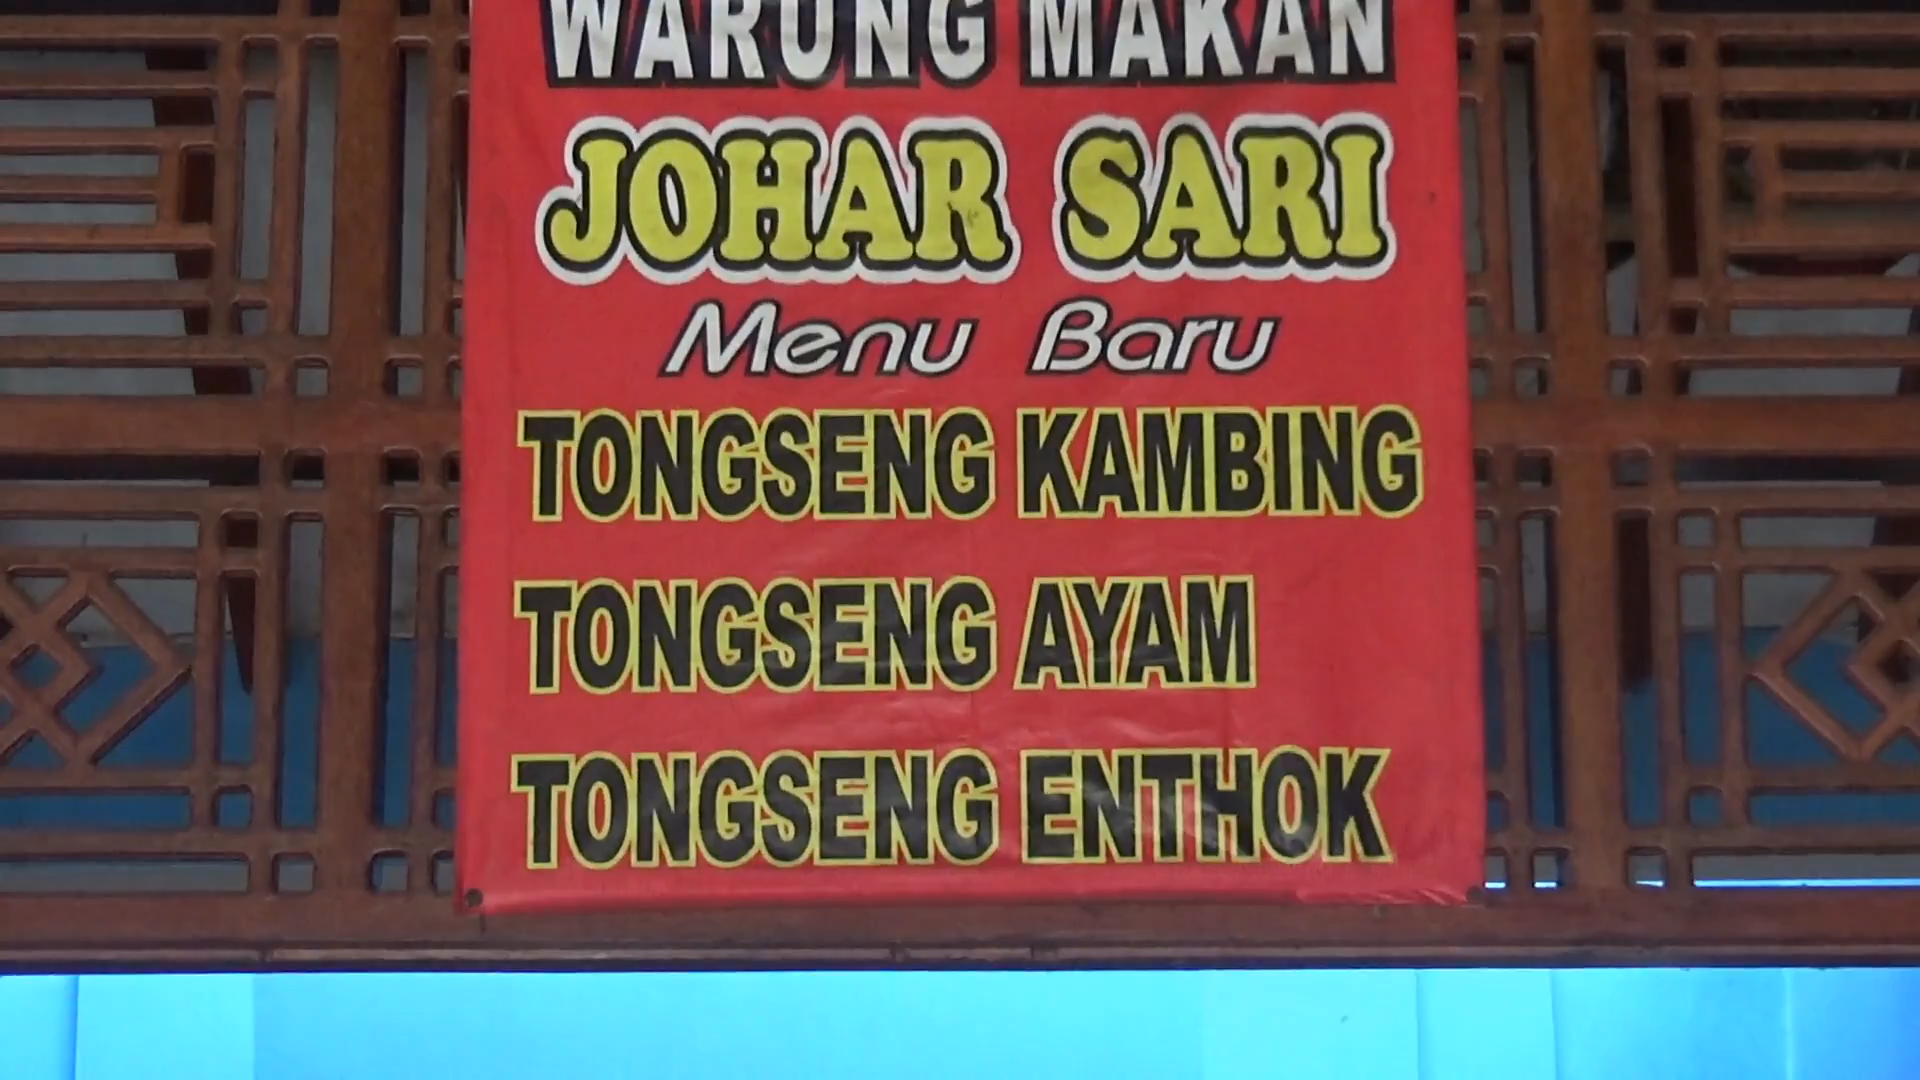 WARUNG MAKAN
JOHAR SARI
Menu Baru
TONGSENG KAMBING
TONGSENG AYAM
TONGSENG ENTHOK